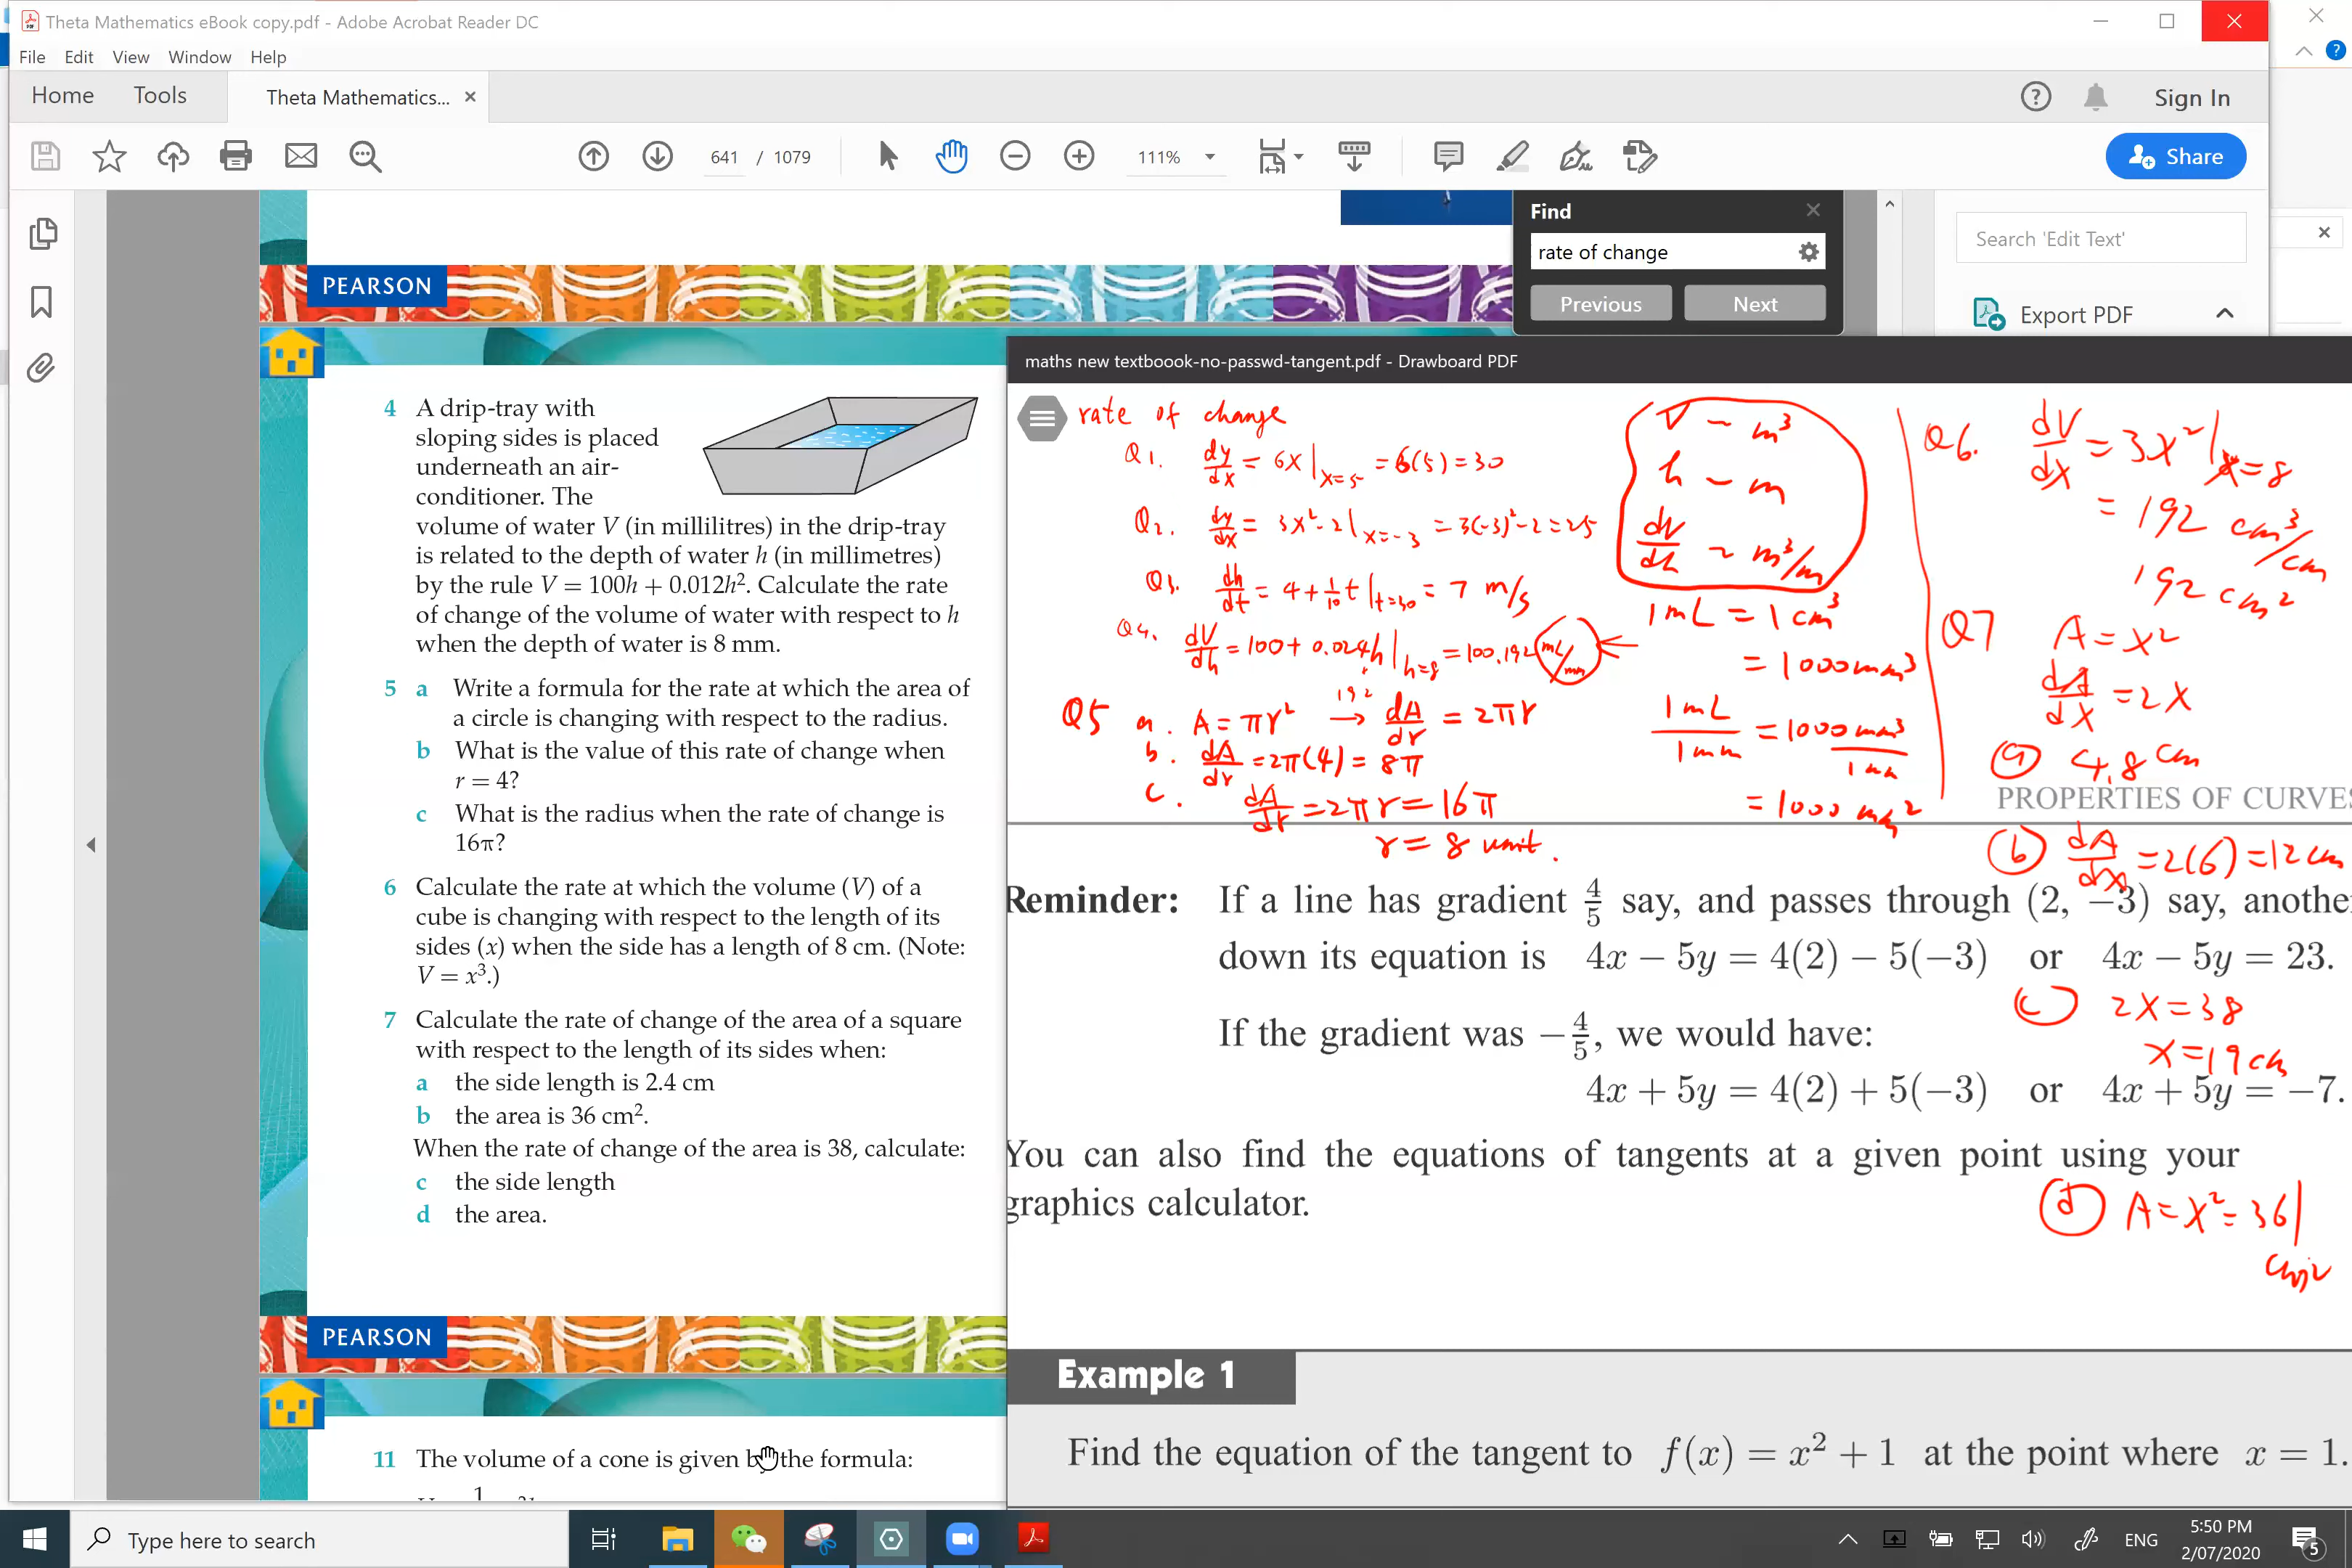 Theta Mathematics eBook copy.pdf - Adobe Acrobat Reader DC
File Edit View Window Help
Home Tools Theta Mathematics... Sign In
641 / 1079 111% Share
Find
rate of change
Previous Next
Search 'Edit Text'
Export PDF
PEARSON
4 A drip-tray with
sloping sides is placed
underneath an air-
conditioner. The
volume of water V (in millilitres) in the drip-tray
is related to the depth of water h (in millimetres)
by the rule V = 100h + 0.012h². Calculate the rate
of change of the volume of water with respect to h
when the depth of water is 8 mm.
5 a Write a formula for the rate at which the area of
a circle is changing with respect to the radius.
b What is the value of this rate of change when
r = 4?
c What is the radius when the rate of change is
16π?
6 Calculate the rate at which the volume (V) of a
cube is changing with respect to the length of its
sides (x) when the side has a length of 8 cm. (Note:
V = x³.)
7 Calculate the rate of change of the area of a square
with respect to the length of its sides when:
a the side length is 2.4 cm
b the area is 36 cm².
When the rate of change of the area is 38, calculate:
c the side length
d the area.
PEARSON
11 The volume of a cone is given by the formula:
maths new textboook-no-passwd-tangent.pdf - Drawboard PDF
rate of change
Q1. dy/dx = 6x |x=5 = 6(5) = 30
Q2. dy/dx = 3x²-2 |x=-3 = 3(-3)²-2 = 25
Q3. dh/dt = 4 + 1/10 t |t=30 = 7 m/s
Q4. dV/dh = 100 + 0.024h |h=8 = 100.192 mL/mm
192
Q5 a. A = πr² → dA/dr = 2πr
b. dA/dr = 2π(4) = 8π
c. dA/dr = 2πr = 16π
r = 8 unit.
V ~ m³
h ~ m
dV/dh ~ m³/m
1mL = 1cm³
= 1000mm³
1mL/1mm = 1000mm³/1mm
= 1000 mm²
Q6. dV/dx = 3x² |x=8
= 192 cm³/cm
192 cm²
Q7 A = x²
dA/dx = 2x
(a) 4.8 cm
PROPERTIES OF CURVES
(b) dA/dx = 2(6) = 12 cm
(c) 2x = 38
x = 19 cm
(d) A = x² = 361
cm²
Reminder: If a line has gradient 4/5 say, and passes through (2, −3) say, anothe
down its equation is 4x − 5y = 4(2) − 5(−3) or 4x − 5y = 23.
If the gradient was −4/5, we would have:
4x + 5y = 4(2) + 5(−3) or 4x + 5y = −7.
You can also find the equations of tangents at a given point using your
graphics calculator.
Example 1
Find the equation of the tangent to f(x) = x² + 1 at the point where x = 1.
Type here to search
ENG
5:50 PM
2/07/2020
5